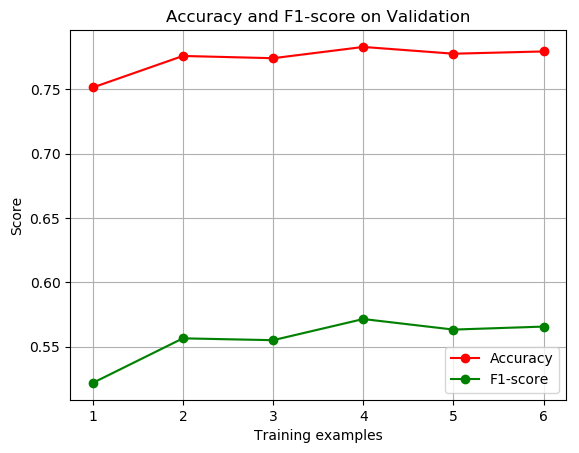 Accuracy and F1-score on Validation
Score
0.75
0.70
0.65
0.60
0.55
Accuracy
F1-score
1 2 3 4 5 6
Training examples